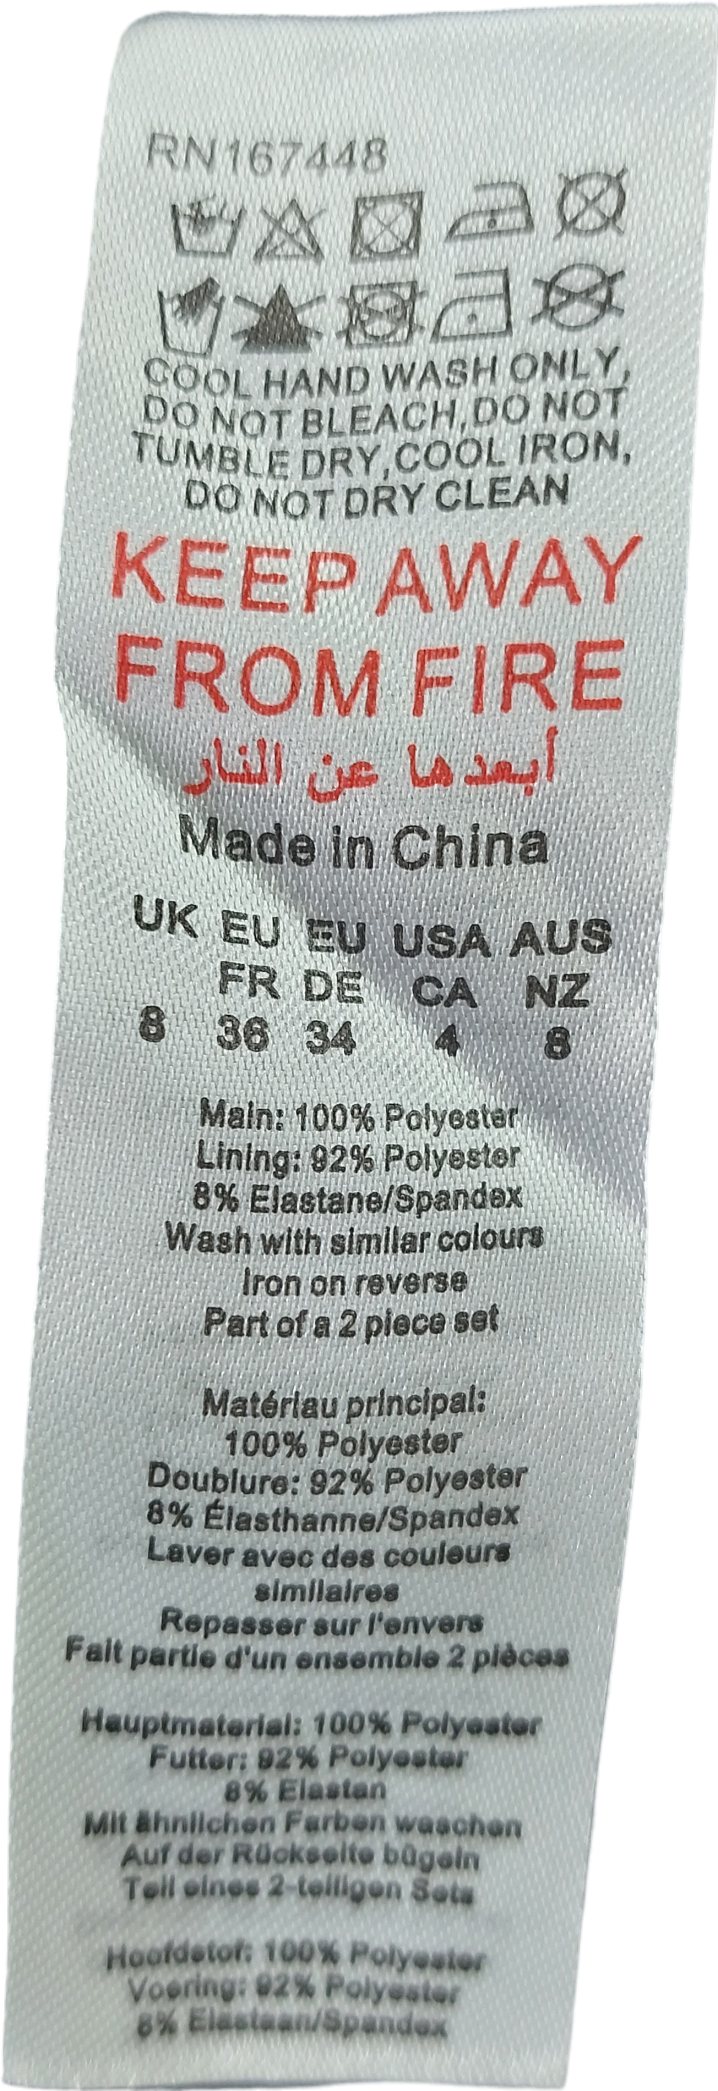 RN167448
COOL HAND WASH ONLY,
DO NOT BLEACH,DO NOT
TUMBLE DRY,COOL IRON,
DO NOT DRY CLEAN
KEEP AWAY
FROM FIRE
أبعدها عن النار
Made in China
UK EU EU USA AUS
FR DE CA NZ
8 36 34 4 8
Main: 100% Polyester
Lining: 92% Polyester
8% Elastane/Spandex
Wash with similar colours
Iron on reverse
Part of a 2 piece set
Matériau principal:
100% Polyester
Doublure: 92% Polyester
8% Élasthanne/Spandex
Laver avec des couleurs
similaires
Repasser sur l'envers
Fait partie d'un ensemble 2 pièces
Hauptmaterial: 100% Polyester
Futter: 92% Polyester
8% Elastan
Mit ähnlichen Farben waschen
Auf der Rückseite bügeln
Teil eines 2-teiligen Sets
Hoofdstof: 100% Polyester
Voering: 92% Polyester
8% Elastaan/Spandex